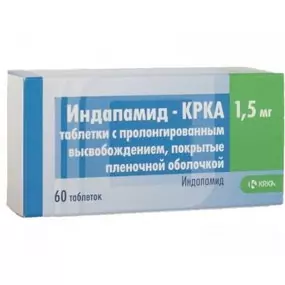 Индапамид - КРКА 1,5 мг
таблетки с пролонгированным
высвобождением, покрытые
пленочной оболочкой
Индапамид
60 таблеток
KRKA